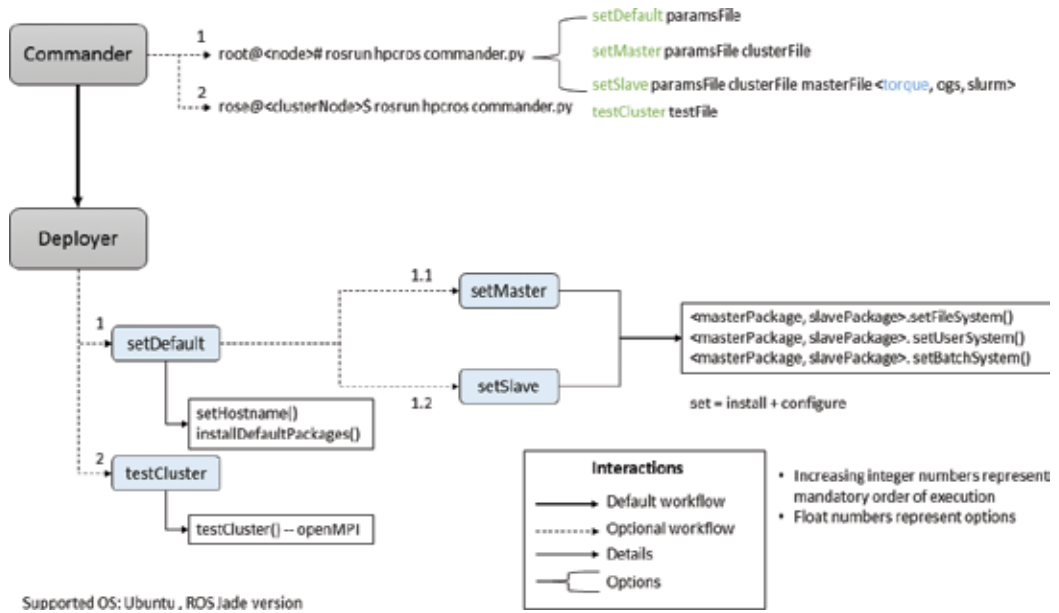 Commander
1
root@<node># rosrun hpcros commander.py
setDefault paramsFile
setMaster paramsFile clusterFile
setSlave paramsFile clusterFile masterFile <torque, ogs, slurm>
2
rose@<clusterNode>$ rosrun hpcros commander.py
testCluster testFile
Deployer
1
setDefault
1.1
setMaster
1.2
setSlave
<masterPackage, slavePackage>.setFileSystem()
<masterPackage, slavePackage>. setUserSystem()
<masterPackage, slavePackage>. setBatchSystem()
set = install + configure
setHostname()
installDefaultPackages()
2
testCluster
testCluster() -- openMPI
Interactions
Default workflow
Optional workflow
Details
Options
• Increasing integer numbers represent
mandatory order of execution
• Float numbers represent options
Supported OS: Ubuntu , ROS Jade version